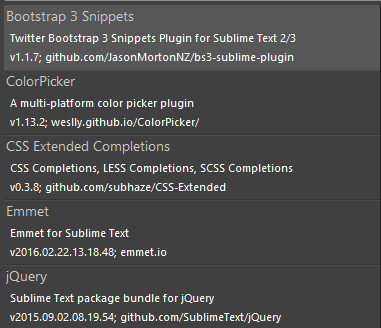 Bootstrap 3 Snippets
Twitter Bootstrap 3 Snippets Plugin for Sublime Text 2/3
v1.1.7; github.com/JasonMortonNZ/bs3-sublime-plugin
ColorPicker
A multi-platform color picker plugin
v1.13.2; weslly.github.io/ColorPicker/
CSS Extended Completions
CSS Completions, LESS Completions, SCSS Completions
v0.3.8; github.com/subhaze/CSS-Extended
Emmet
Emmet for Sublime Text
v2016.02.22.13.18.48; emmet.io
jQuery
Sublime Text package bundle for jQuery
v2015.09.02.08.19.54; github.com/SublimeText/jQuery